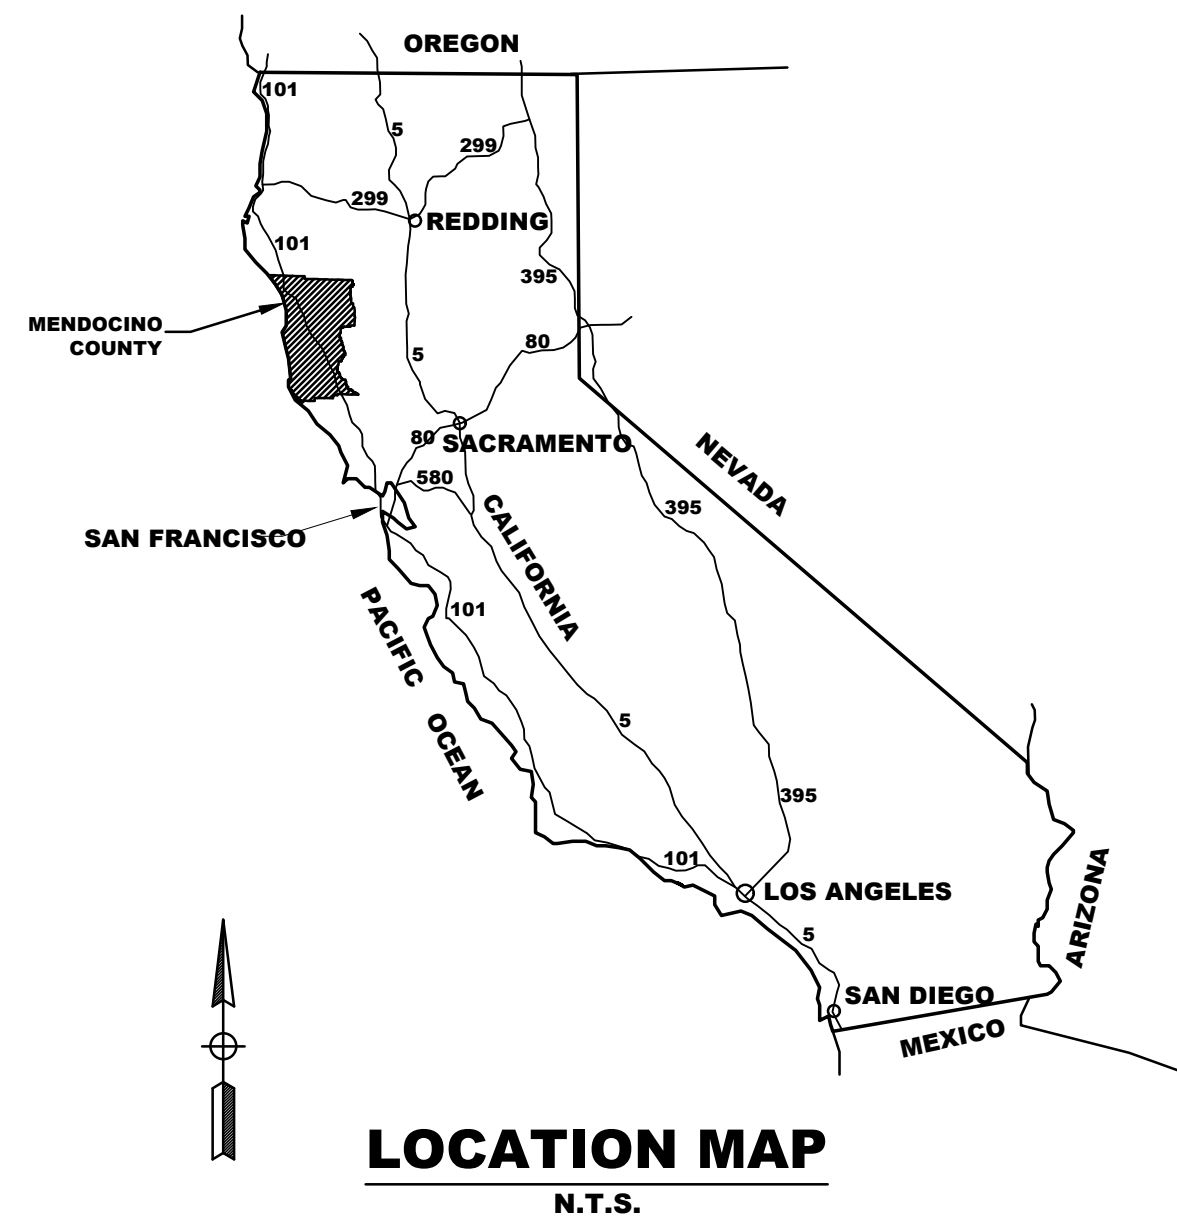 OREGON
101
5
299
299
REDDING
101
395
MENDOCINO
COUNTY
80
5
80
SACRAMENTO
NEVADA
580
395
CALIFORNIA
SAN FRANCISCO
PACIFIC OCEAN
101
5
395
101
LOS ANGELES
ARIZONA
5
SAN DIEGO
MEXICO
LOCATION MAP
N.T.S.